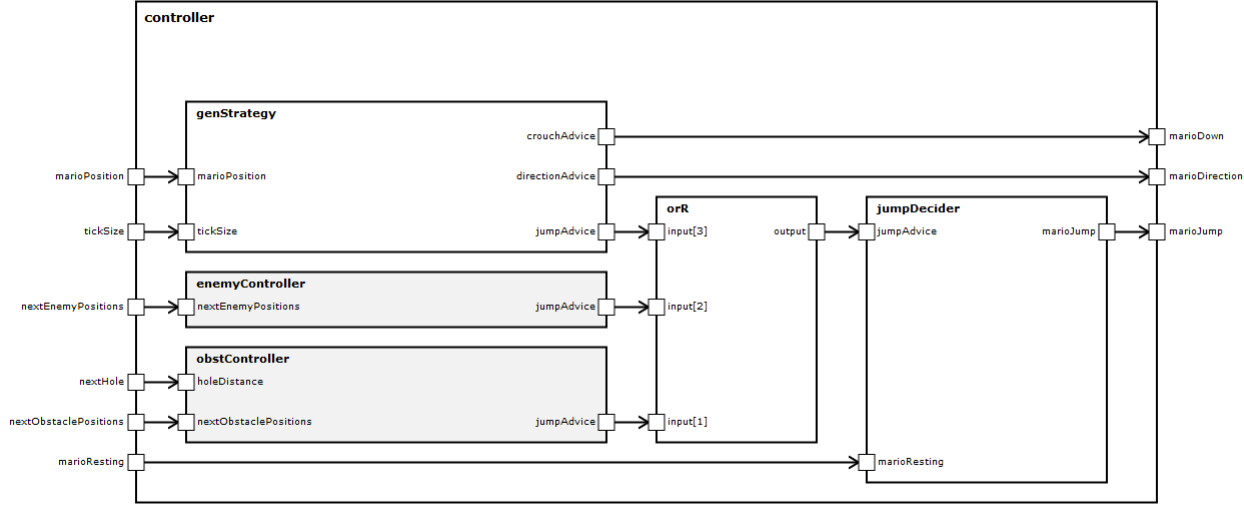 controller
genStrategy
crouchAdvice
marioDown
marioPosition
marioPosition
directionAdvice
marioDirection
orR
jumpDecider
tickSize
tickSize
jumpAdvice
input[3]
output
jumpAdvice
marioJump
marioJump
enemyController
nextEnemyPositions
nextEnemyPositions
jumpAdvice
input[2]
obstController
nextHole
holeDistance
nextObstaclePositions
nextObstaclePositions
jumpAdvice
input[1]
marioResting
marioResting